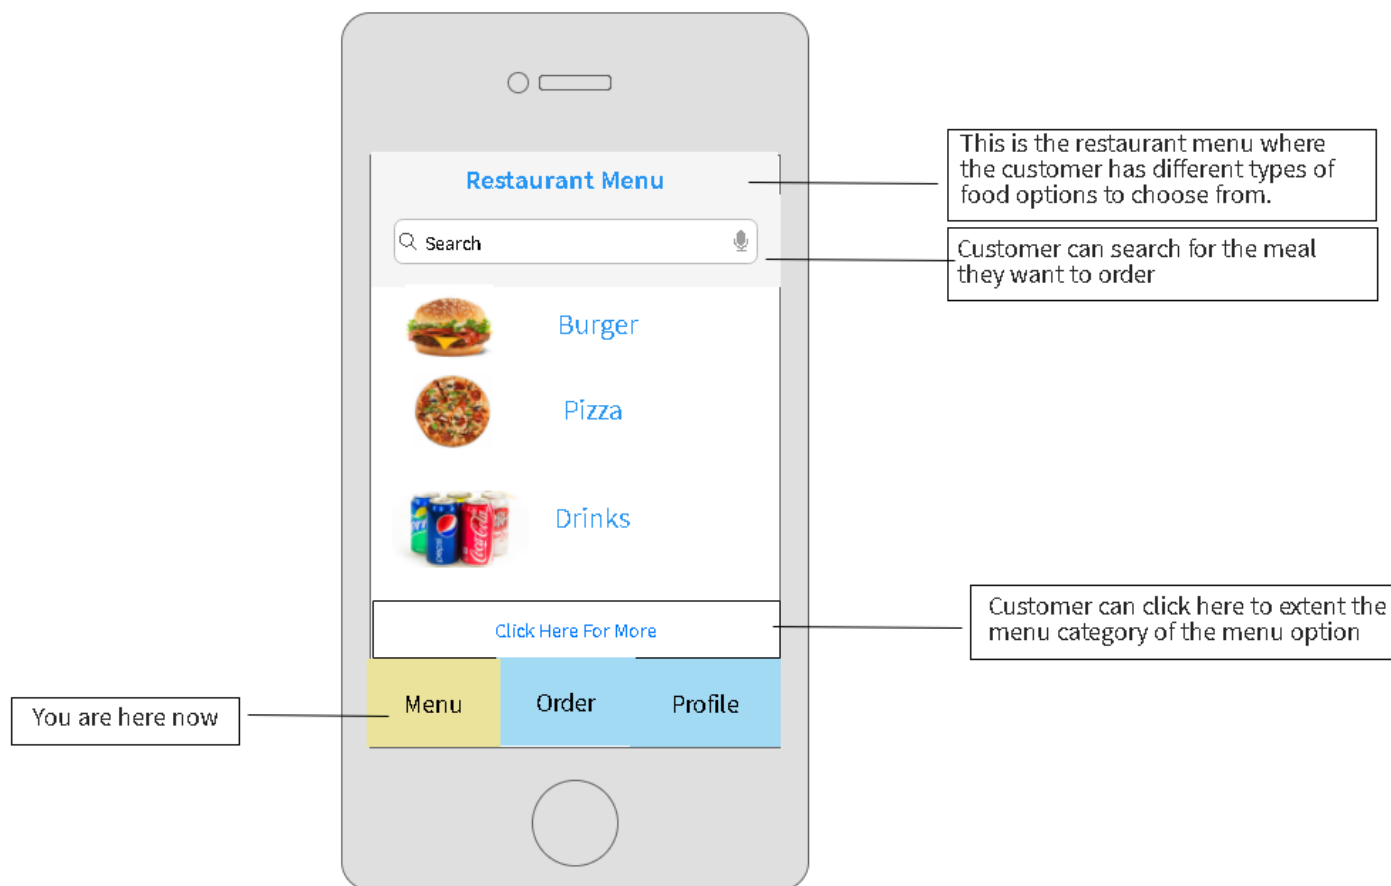 Restaurant Menu
Search
Burger
Pizza
Drinks
Click Here For More
Menu
Order
Profile
This is the restaurant menu where
the customer has different types of
food options to choose from.
Customer can search for the meal
they want to order
Customer can click here to extent the
menu category of the menu option
You are here now
pepsi
Coca-Cola